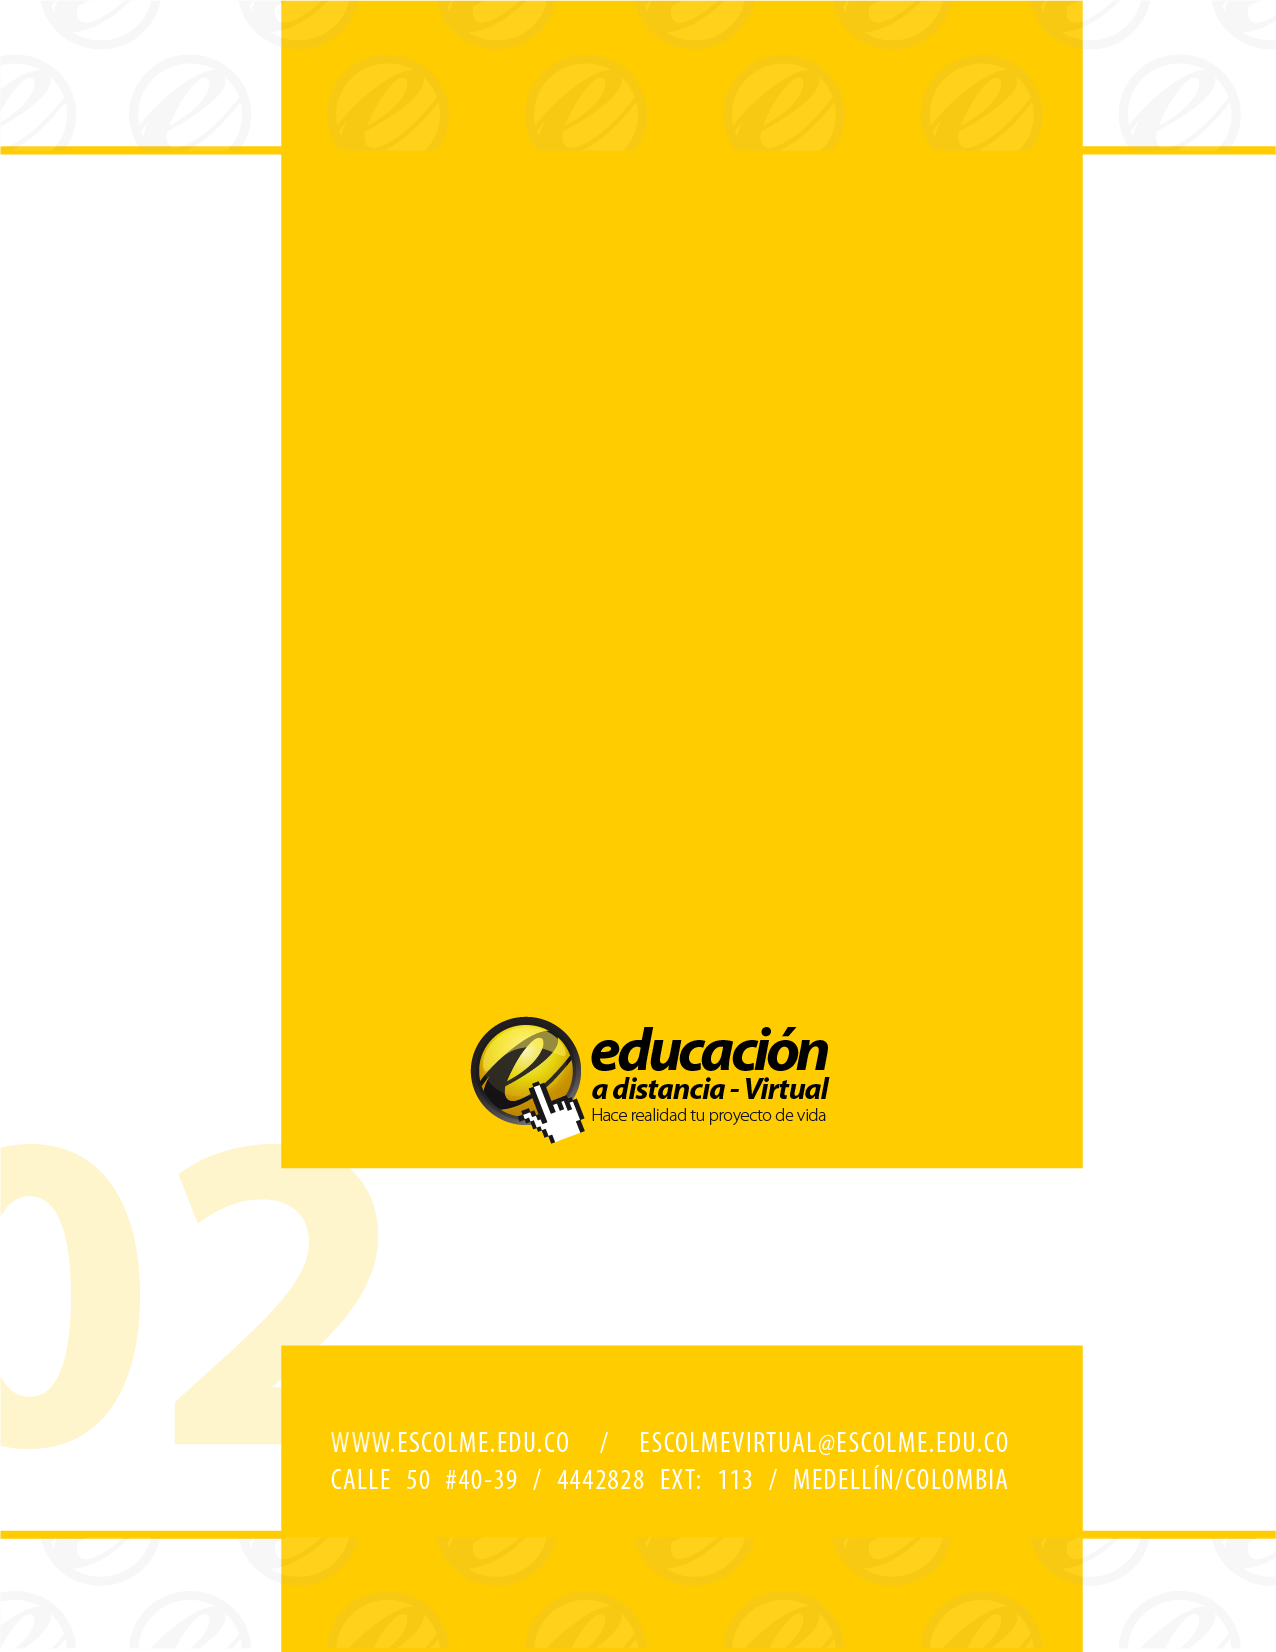 educación
a distancia - Virtual
Hace realidad tu proyecto de vida
02
WWW.ESCOLME.EDU.CO / ESCOLMEVIRTUAL@ESCOLME.EDU.CO
CALLE 50 #40-39 / 4442828 EXT: 113 / MEDELLÍN/COLOMBIA